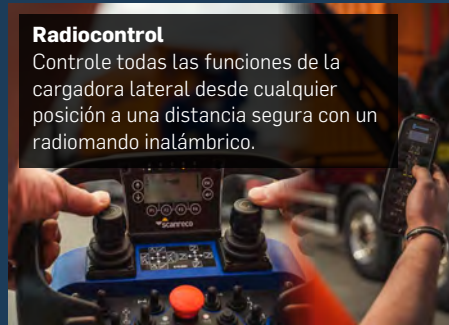 Radiocontrol
Controle todas las funciones de la
cargadora lateral desde cualquier
posición a una distancia segura con un
radiomando inalámbrico.
scanreco